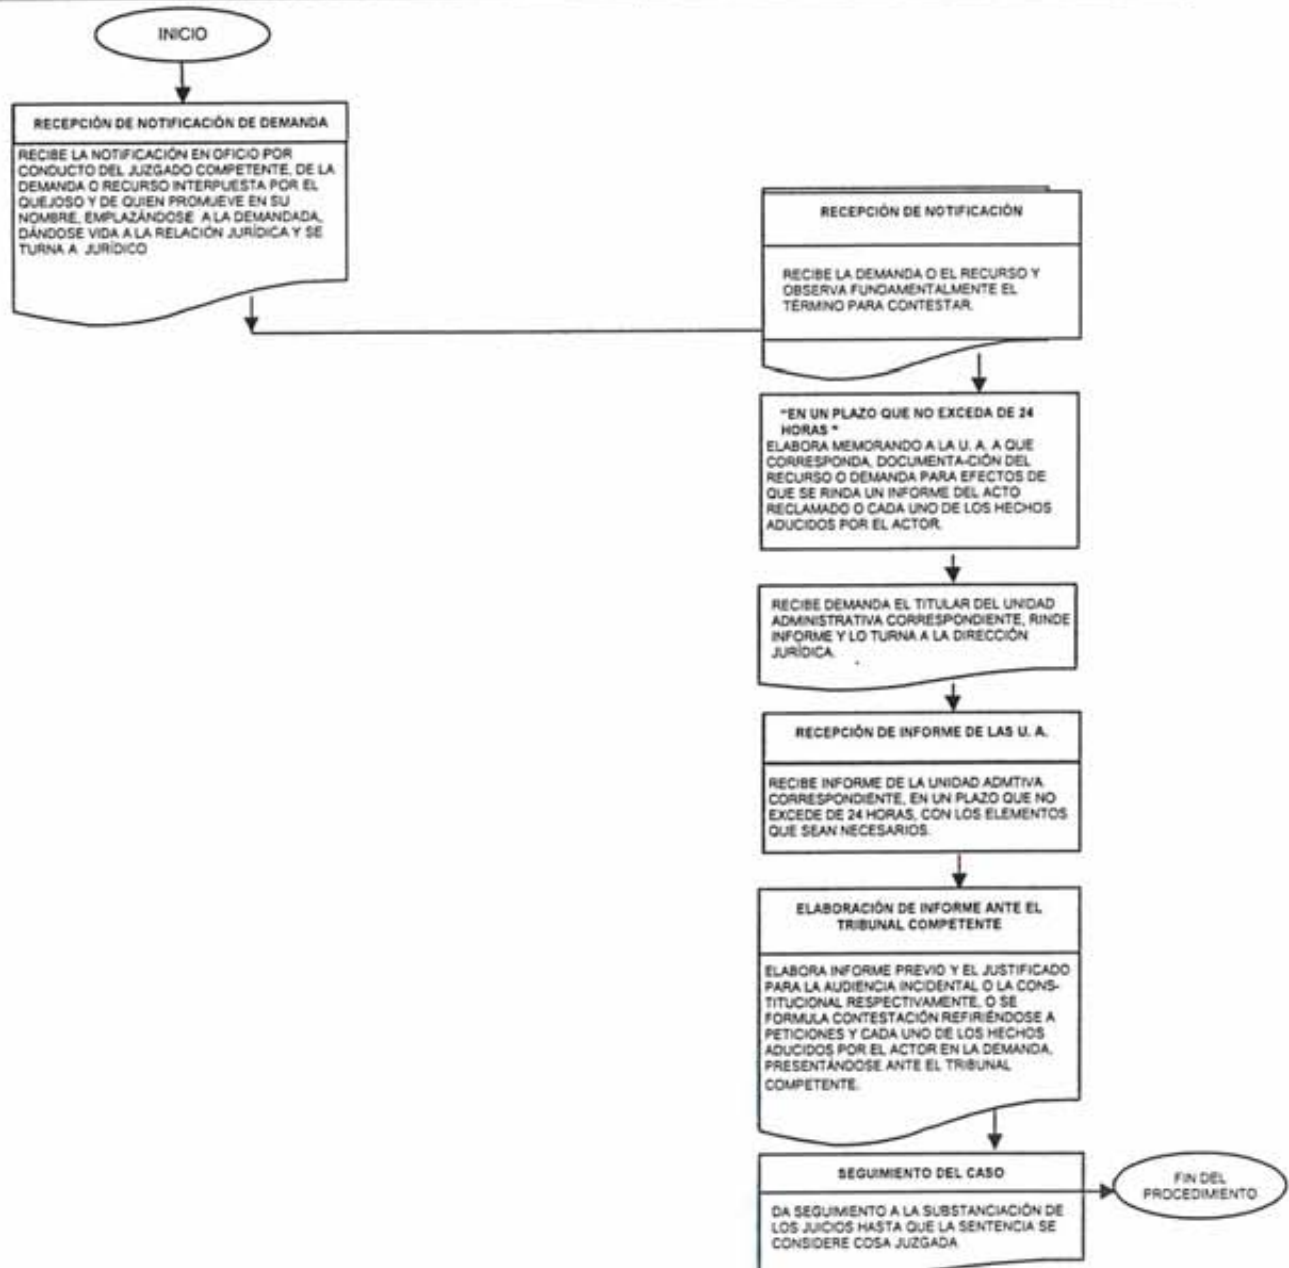 INICIO
RECEPCIÓN DE NOTIFICACIÓN DE DEMANDA
RECIBE LA NOTIFICACIÓN EN OFICIO POR
CONDUCTO DEL JUZGADO COMPETENTE, DE LA
DEMANDA O RECURSO INTERPUESTA POR EL
QUEJOSO Y DE QUIEN PROMUEVE EN SU
NOMBRE, EMPLAZÁNDOSE A LA DEMANDADA,
DÁNDOSE VIDA A LA RELACIÓN JURÍDICA Y SE
TURNA A JURÍDICO
RECEPCIÓN DE NOTIFICACIÓN
RECIBE LA DEMANDA O EL RECURSO Y
OBSERVA FUNDAMENTALMENTE EL
TÉRMINO PARA CONTESTAR.
"EN UN PLAZO QUE NO EXCEDA DE 24
HORAS "
ELABORA MEMORANDO A LA U. A. A QUE
CORRESPONDA, DOCUMENTA-CIÓN DEL
RECURSO O DEMANDA PARA EFECTOS DE
QUE SE RINDA UN INFORME DEL ACTO
RECLAMADO O CADA UNO DE LOS HECHOS
ADUCIDOS POR EL ACTOR.
RECIBE DEMANDA EL TITULAR DEL UNIDAD
ADMINISTRATIVA CORRESPONDIENTE, RINDE
INFORME Y LO TURNA A LA DIRECCIÓN
JURÍDICA.
RECEPCIÓN DE INFORME DE LAS U. A.
RECIBE INFORME DE LA UNIDAD ADMTIVA
CORRESPONDIENTE, EN UN PLAZO QUE NO
EXCEDE DE 24 HORAS, CON LOS ELEMENTOS
QUE SEAN NECESARIOS.
ELABORACIÓN DE INFORME ANTE EL
TRIBUNAL COMPETENTE
ELABORA INFORME PREVIO Y EL JUSTIFICADO
PARA LA AUDIENCIA INCIDENTAL O LA CONS-
TITUCIONAL RESPECTIVAMENTE, O SE
FORMULA CONTESTACIÓN REFIRIÉNDOSE A
PETICIONES Y CADA UNO DE LOS HECHOS
ADUCIDOS POR EL ACTOR EN LA DEMANDA,
PRESENTÁNDOSE ANTE EL TRIBUNAL
COMPETENTE.
SEGUIMIENTO DEL CASO
DA SEGUIMIENTO A LA SUBSTANCIACIÓN DE
LOS JUICIOS HASTA QUE LA SENTENCIA SE
CONSIDERE COSA JUZGADA
FIN DEL
PROCEDIMIENTO